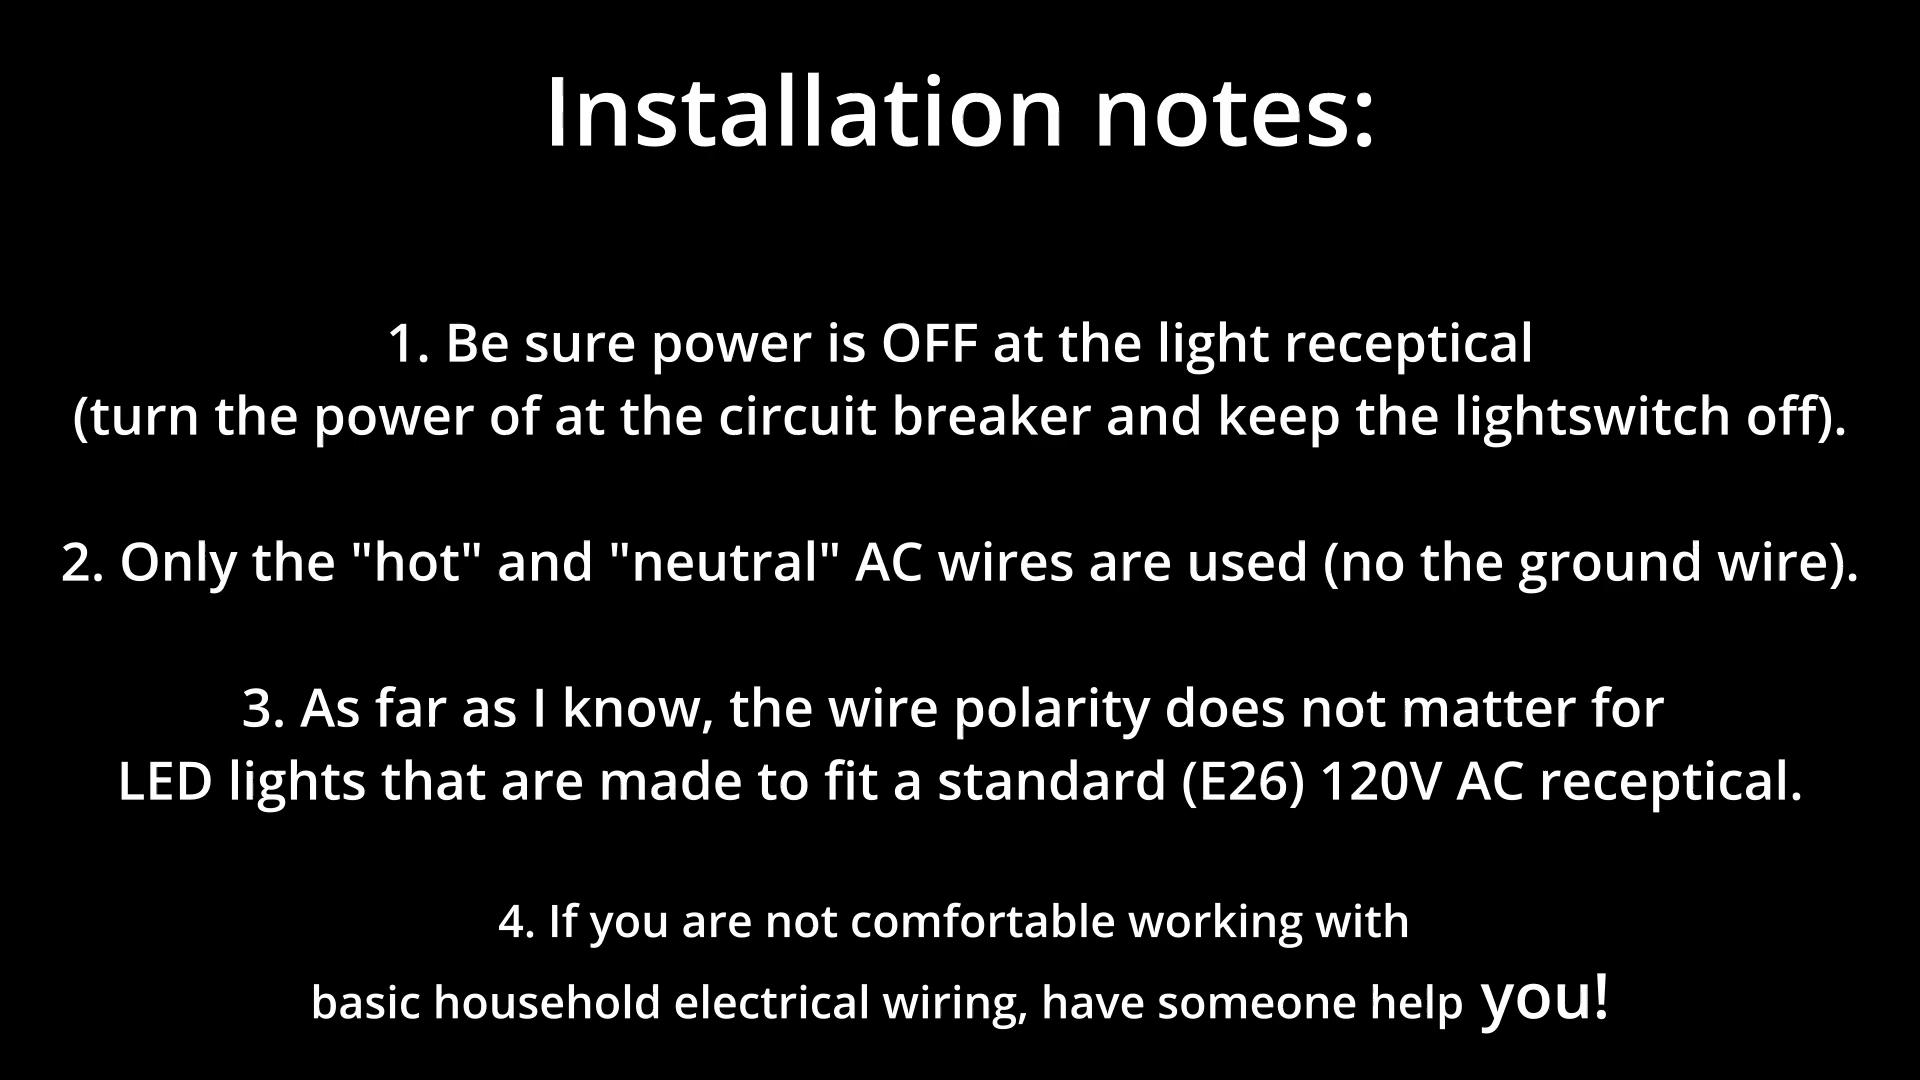 Installation notes:
1. Be sure power is OFF at the light receptical
(turn the power of at the circuit breaker and keep the lightswitch off).
2. Only the "hot" and "neutral" AC wires are used (no the ground wire).
3. As far as I know, the wire polarity does not matter for
LED lights that are made to fit a standard (E26) 120V AC receptical.
4. If you are not comfortable working with
basic household electrical wiring, have someone help you!